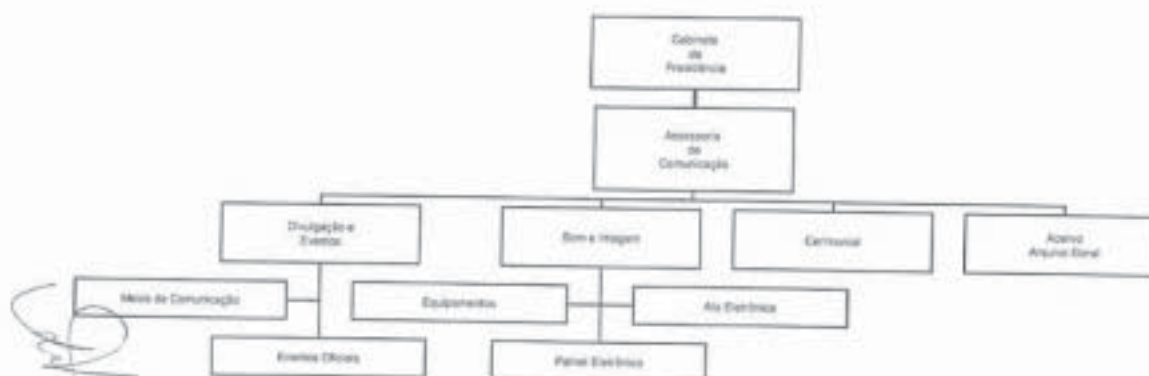 Gabinete
da
Presidência
Assessoria
de
Comunicação
Divulgação e
Eventos
Som e Imagem
Cerimonial
Acervo
Arquivo Geral
Meios de Comunicação
Equipamentos
Ata Eletrônica
Eventos Oficiais
Painel Eletrônico